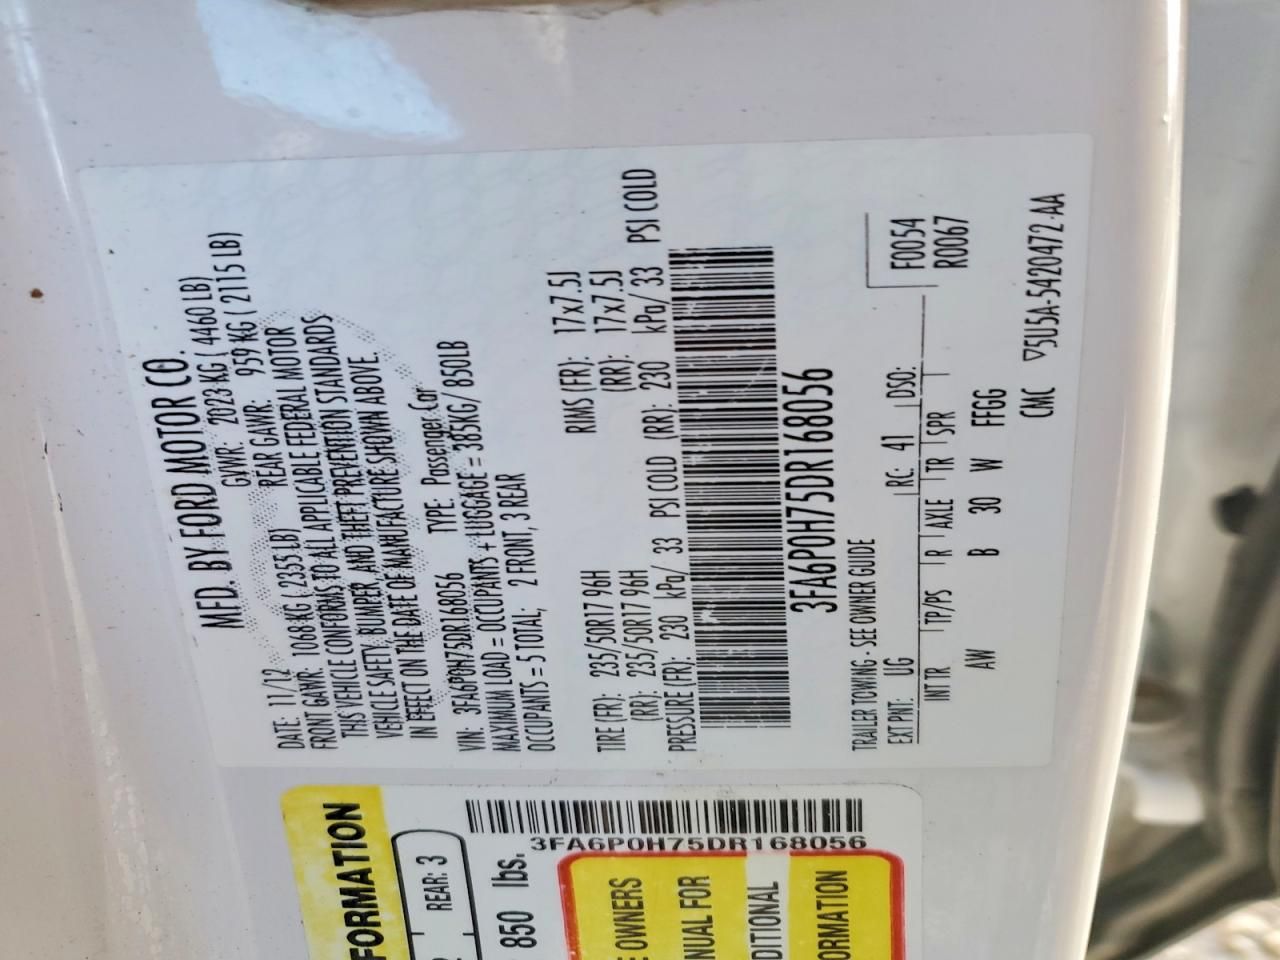 MFD. BY FORD MOTOR CO.
DATE: 11/12 GVWR: 2023 KG ( 4460 LB)
FRONT GAWR: 1068 KG ( 2355 LB) REAR GAWR: 959 KG ( 2115 LB)
THIS VEHICLE CONFORMS TO ALL APPLICABLE FEDERAL MOTOR
VEHICLE SAFETY, BUMPER, AND THEFT PREVENTION STANDARDS
IN EFFECT ON THE DATE OF MANUFACTURE SHOWN ABOVE.
VIN: 3FA6P0H75DR168056 TYPE: Passenger Car
MAXIMUM LOAD = OCCUPANTS + LUGGAGE = 385KG/ 850LB
OCCUPANTS = 5 TOTAL; 2 FRONT, 3 REAR
TIRE (FR): 235/50R17 96H RIMS (FR): 17x7.5J
(RR): 235/50R17 96H (RR): 17x7.5J
PRESSURE (FR): 230 kPa/ 33 PSI COLD (RR): 230 kPa/ 33 PSI COLD
3FA6P0H75DR168056
TRAILER TOWING - SEE OWNER GUIDE
EXT PNT: UG RC: 41 DSO:
F0054
R0067
INT TR TP/PS R AXLE TR SPR
AW B 30 W FFGG
CMC ▽5U5A-5420472-AA
FORMATION
REAR: 3
850 lbs.
3FA6P0H75DR168056
OWNERS
NUAL FOR
DITIONAL
ORMATION